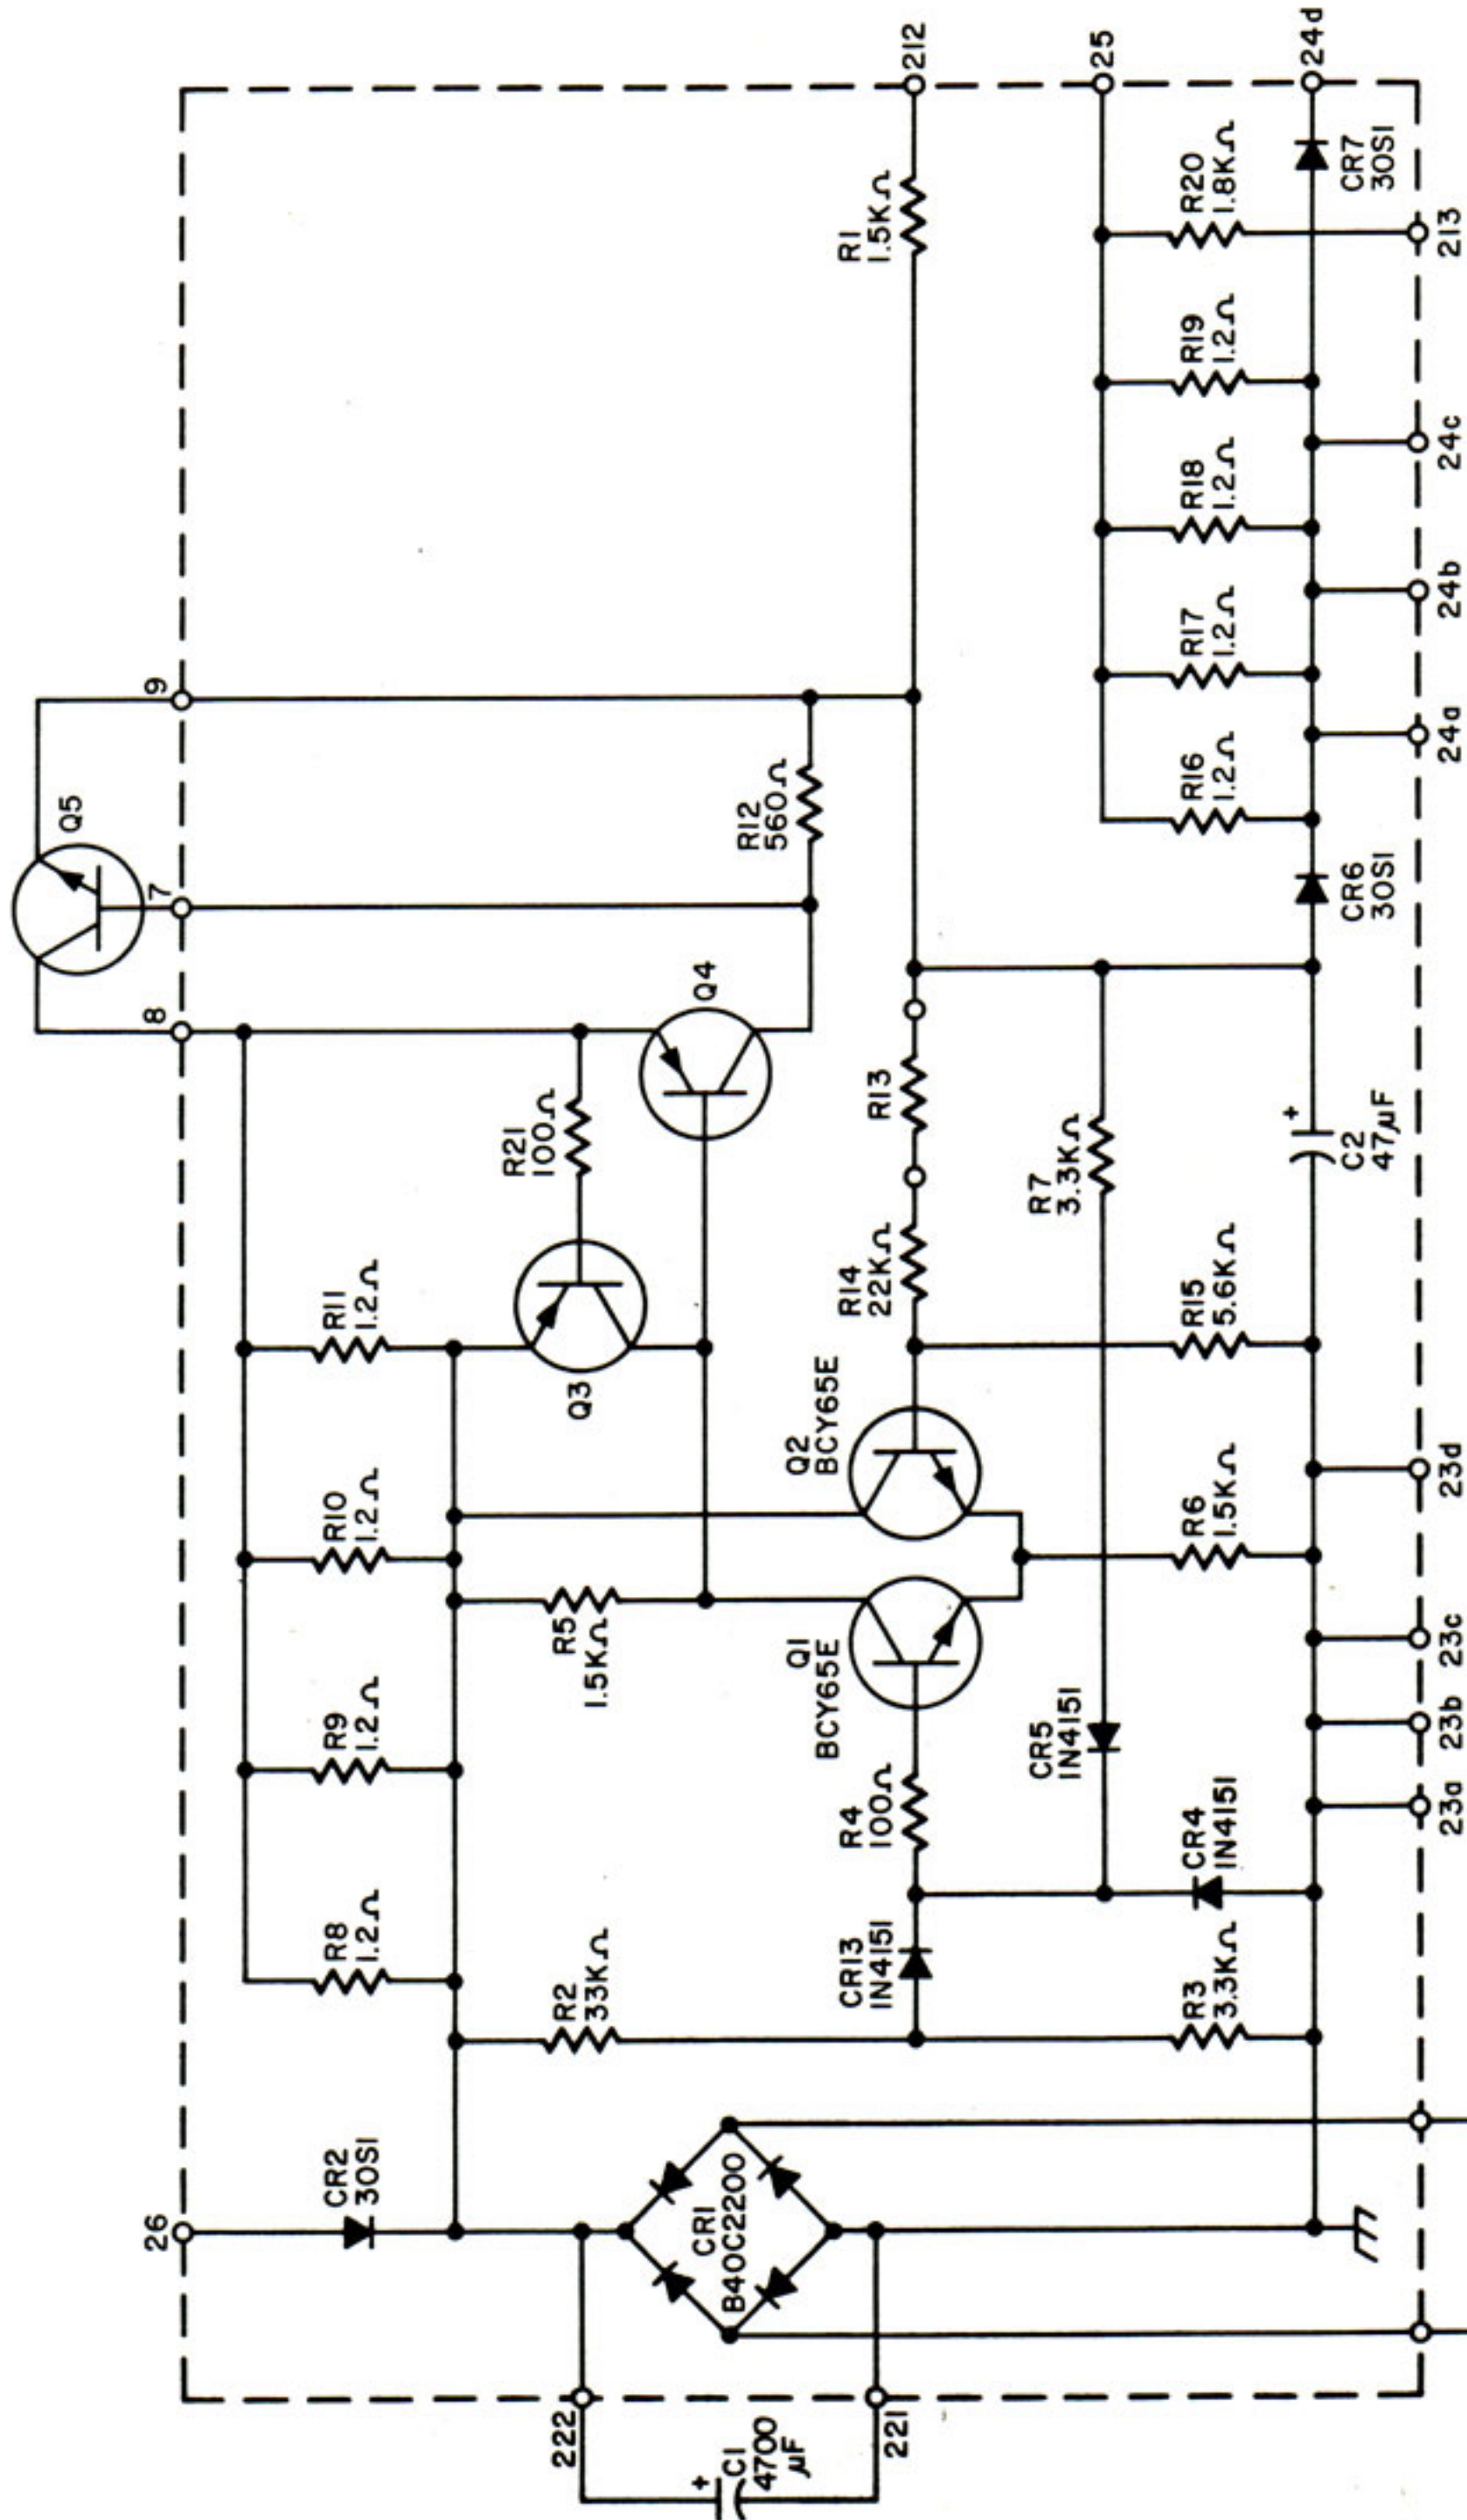 26
8
7
9
Q5
CR2
30S1
R8
1.2Ω
R9
1.2Ω
R10
1.2Ω
R11
1.2Ω
R21
100Ω
Q3
Q4
R12
560Ω
222
C1
4700
µF
+
221
CR1
B40C2200
R2
33KΩ
R5
1.5KΩ
Q1
BCY65E
Q2
BCY65E
CR13
1N4151
R4
100Ω
R14
22KΩ
R13
R1
1.5KΩ
212
CR5
1N4151
R7
3.3KΩ
25
R3
3.3KΩ
CR4
1N4151
R6
1.5KΩ
R15
5.6KΩ
+
C2
47µF
CR6
30S1
R16
1.2Ω
R17
1.2Ω
R18
1.2Ω
R19
1.2Ω
R20
1.8KΩ
CR7
30S1
24d
23a
23b
23c
23d
24a
24b
24c
213